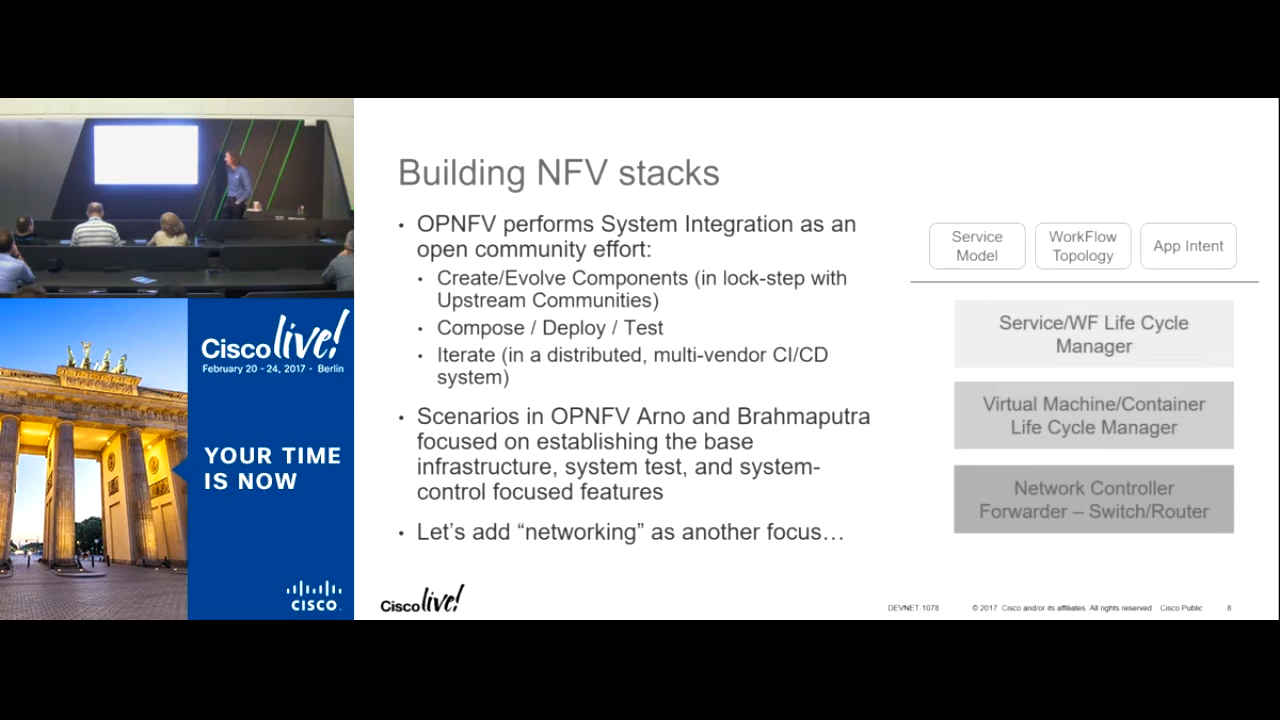 Building NFV stacks
• OPNFV performs System Integration as an
open community effort:
• Create/Evolve Components (in lock-step with
Upstream Communities)
• Compose / Deploy / Test
• Iterate (in a distributed, multi-vendor CI/CD
system)
• Scenarios in OPNFV Arno and Brahmaputra
focused on establishing the base
infrastructure, system test, and system-
control focused features
• Let's add “networking” as another focus…
Service
Model
WorkFlow
Topology
App Intent
Service/WF Life Cycle
Manager
Virtual Machine/Container
Life Cycle Manager
Network Controller
Forwarder – Switch/Router
Cisco live!
February 20 - 24, 2017 • Berlin
YOUR TIME
IS NOW
CISCO.
Cisco live!
DEVNET-1078 © 2017 Cisco and/or its affiliates. All rights reserved Cisco Public 8